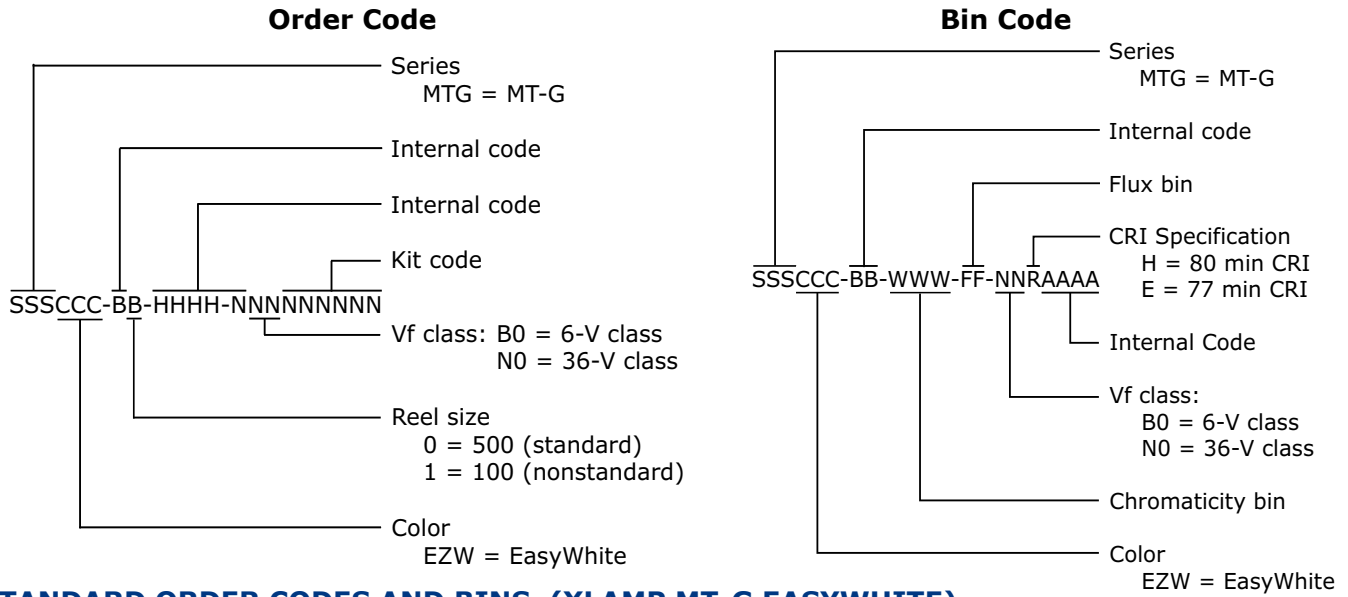 Order Code
Series
MTG = MT-G
Internal code
Internal code
Kit code
SSSCCC-BB-HHHH-NNNNNNNNN
Vf class: B0 = 6-V class
N0 = 36-V class
Reel size
0 = 500 (standard)
1 = 100 (nonstandard)
Color
EZW = EasyWhite
Bin Code
Series
MTG = MT-G
Internal code
Flux bin
CRI Specification
H = 80 min CRI
E = 77 min CRI
SSSCCC-BB-WWW-FF-NNRAAAA
Internal Code
Vf class:
B0 = 6-V class
N0 = 36-V class
Chromaticity bin
Color
EZW = EasyWhite